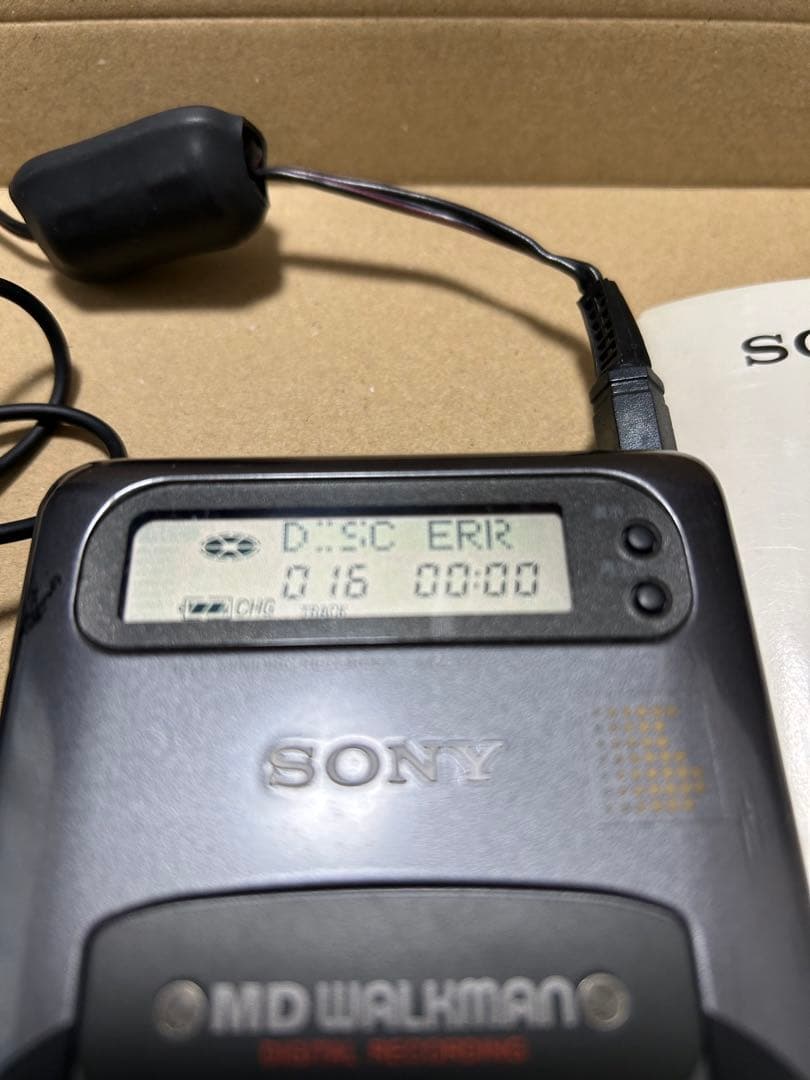 SO
DISC ERR
016 00:00
CHG TRACK
SONY
MD WALKMAN
DIGITAL RECORDING